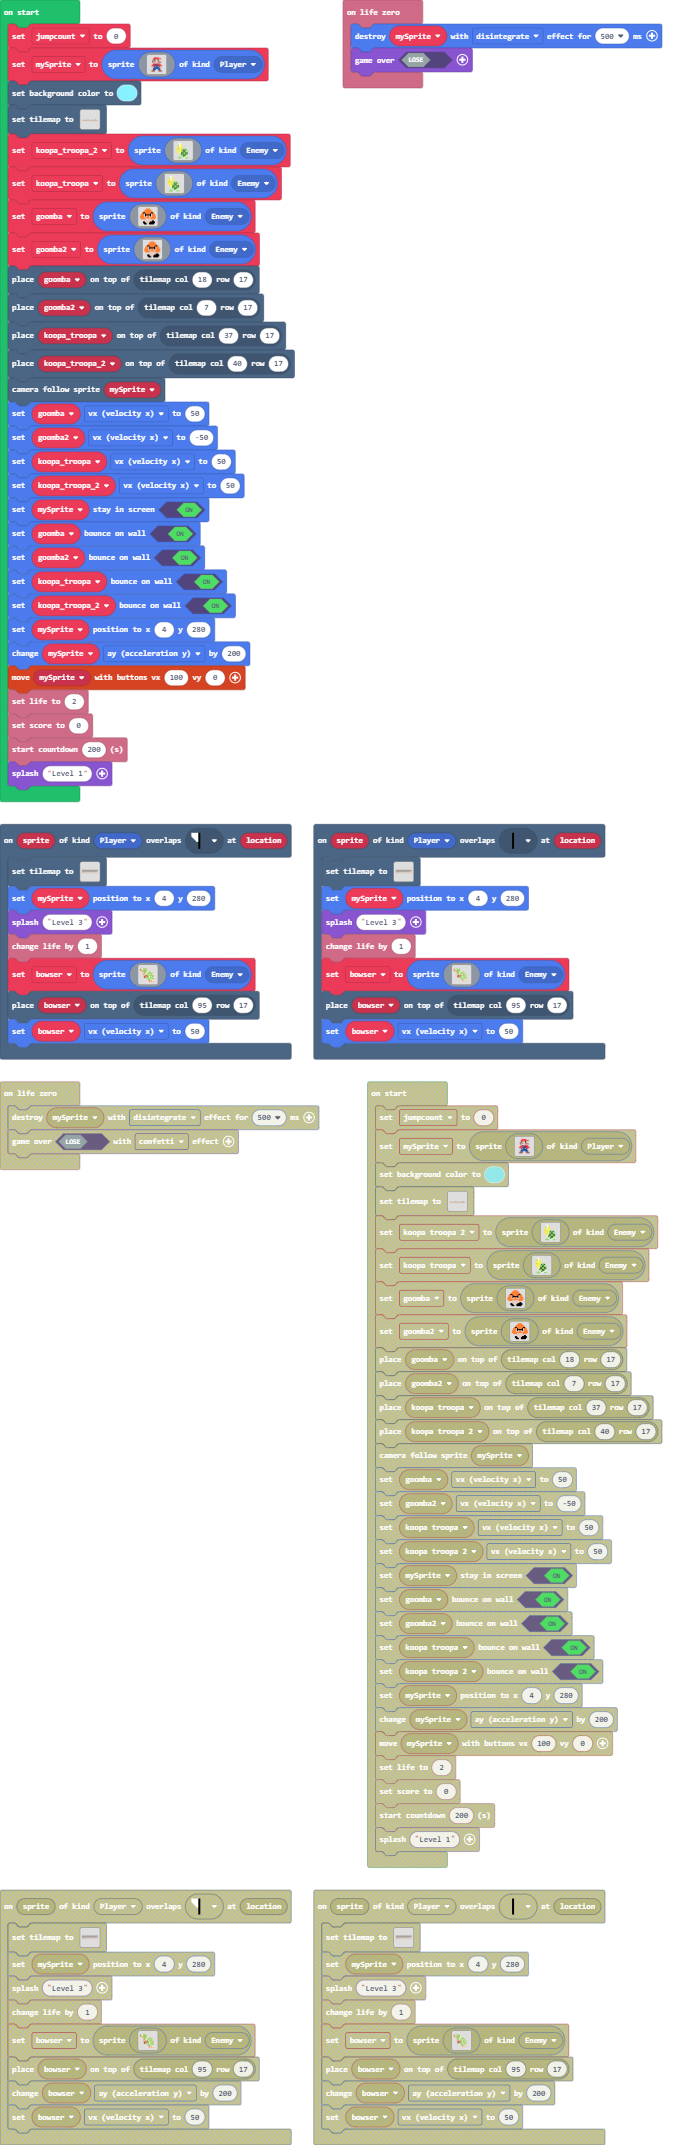 on start
set jumpcount to 0
set mySprite to sprite of kind Player
set background color to
set tilemap to
set koopa_troopa_2 to sprite of kind Enemy
set koopa_troopa to sprite of kind Enemy
set goomba to sprite of kind Enemy
set goomba2 to sprite of kind Enemy
place goomba on top of tilemap col 18 row 17
place goomba2 on top of tilemap col 7 row 17
place koopa_troopa on top of tilemap col 37 row 17
place koopa_troopa_2 on top of tilemap col 40 row 17
camera follow sprite mySprite
set goomba vx (velocity x) to 50
set goomba2 vx (velocity x) to -50
set koopa_troopa vx (velocity x) to 50
set koopa_troopa_2 vx (velocity x) to 50
set mySprite stay in screen ON
set goomba bounce on wall ON
set goomba2 bounce on wall ON
set koopa_troopa bounce on wall ON
set koopa_troopa_2 bounce on wall ON
set mySprite position to x 4 y 280
change mySprite ay (acceleration y) by 200
move mySprite with buttons vx 100 vy 0
set life to 2
set score to 0
start countdown 200 (s)
splash "Level 1"
on life zero
destroy mySprite with disintegrate effect for 500 ms
game over LOSE
on sprite of kind Player overlaps at location
set tilemap to
set mySprite position to x 4 y 280
splash "Level 3"
change life by 1
set bowser to sprite of kind Enemy
place bowser on top of tilemap col 95 row 17
set bowser vx (velocity x) to 50
on sprite of kind Player overlaps at location
set tilemap to
set mySprite position to x 4 y 280
splash "Level 3"
change life by 1
set bowser to sprite of kind Enemy
place bowser on top of tilemap col 95 row 17
set bowser vx (velocity x) to 50
on life zero
destroy mySprite with disintegrate effect for 500 ms
game over LOSE with confetti effect
on start
set jumpcount to 0
set mySprite to sprite of kind Player
set background color to
set tilemap to
set koopa troopa 2 to sprite of kind Enemy
set koopa troopa to sprite of kind Enemy
set goomba to sprite of kind Enemy
set goomba2 to sprite of kind Enemy
place goomba on top of tilemap col 18 row 17
place goomba2 on top of tilemap col 7 row 17
place koopa troopa on top of tilemap col 37 row 17
place koopa troopa 2 on top of tilemap col 40 row 17
camera follow sprite mySprite
set goomba vx (velocity x) to 50
set goomba2 vx (velocity x) to -50
set koopa troopa vx (velocity x) to 50
set koopa troopa 2 vx (velocity x) to 50
set mySprite stay in screen ON
set goomba bounce on wall ON
set goomba2 bounce on wall ON
set koopa troopa bounce on wall ON
set koopa troopa 2 bounce on wall ON
set mySprite position to x 4 y 280
change mySprite ay (acceleration y) by 200
move mySprite with buttons vx 100 vy 0
set life to 2
set score to 0
start countdown 200 (s)
splash "Level 1"
on sprite of kind Player overlaps at location
set tilemap to
set mySprite position to x 4 y 280
splash "Level 3"
change life by 1
set bowser to sprite of kind Enemy
place bowser on top of tilemap col 95 row 17
change bowser ay (acceleration y) by 200
set bowser vx (velocity x) to 50
on sprite of kind Player overlaps at location
set tilemap to
set mySprite position to x 4 y 280
splash "Level 3"
change life by 1
set bowser to sprite of kind Enemy
place bowser on top of tilemap col 95 row 17
change bowser ay (acceleration y) by 200
set bowser vx (velocity x) to 50